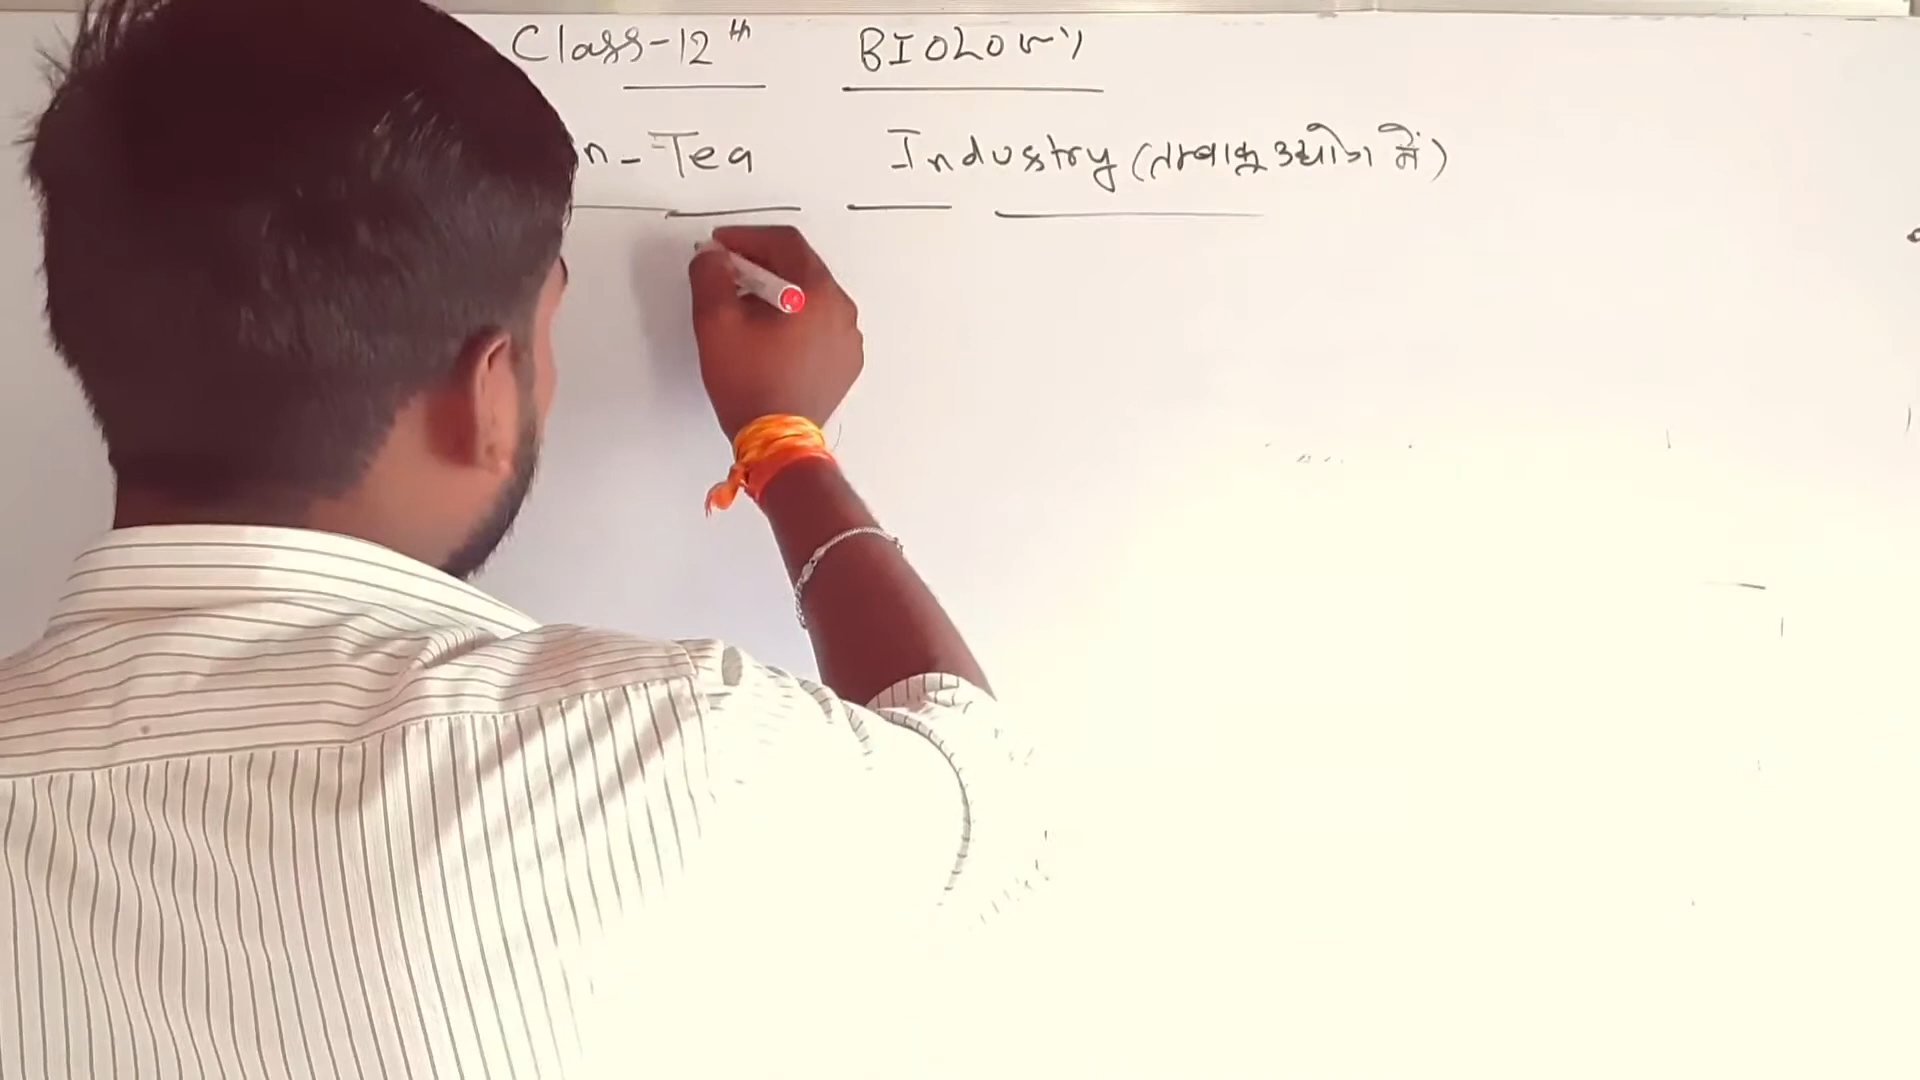 Class-12th BIOLOGY
n-Tea Industry (तम्बाकू उद्योग में)